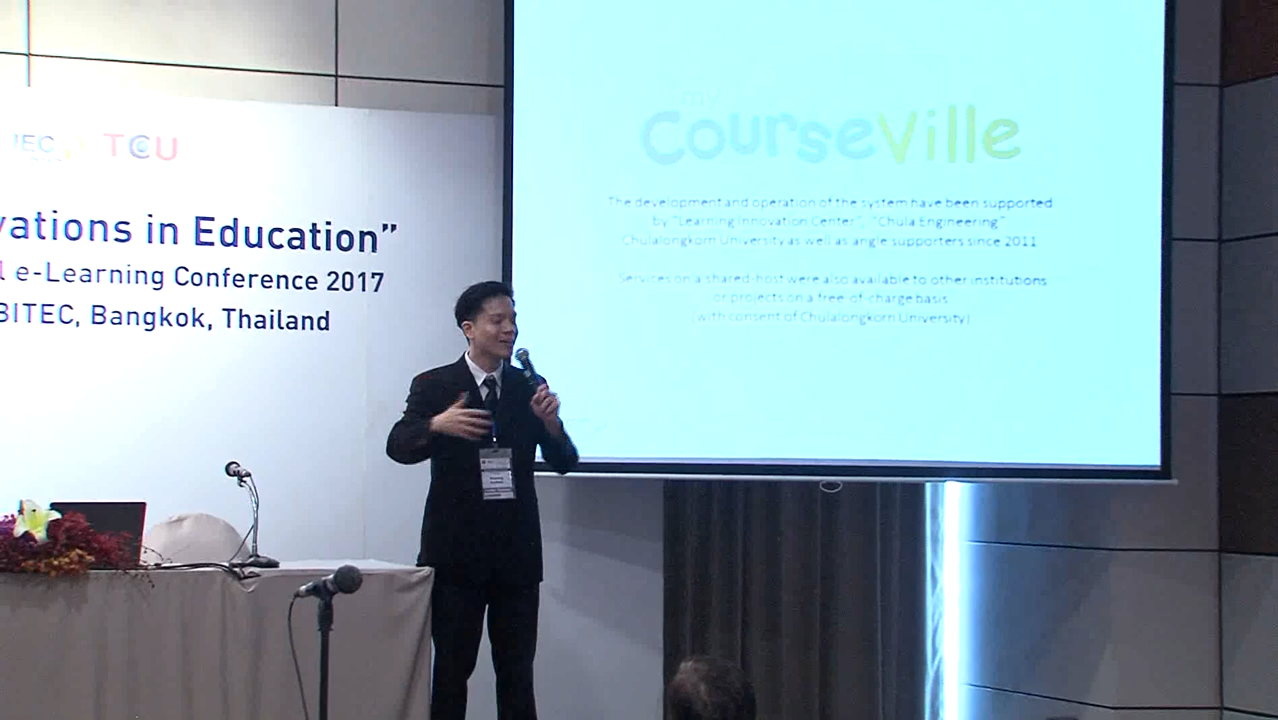 IEC
TCU
vations in Education”
l e-Learning Conference 2017
BITEC, Bangkok, Thailand
my
CourseVille
The development and operation of the system have been supported
by “Learning Innovation Center”, “Chula Engineering”
Chulalongkorn University as well as angle supporters since 2011
Services on a shared-host were also available to other institutions
or projects on a free-of-charge basis
(with consent of Chulalongkorn University)